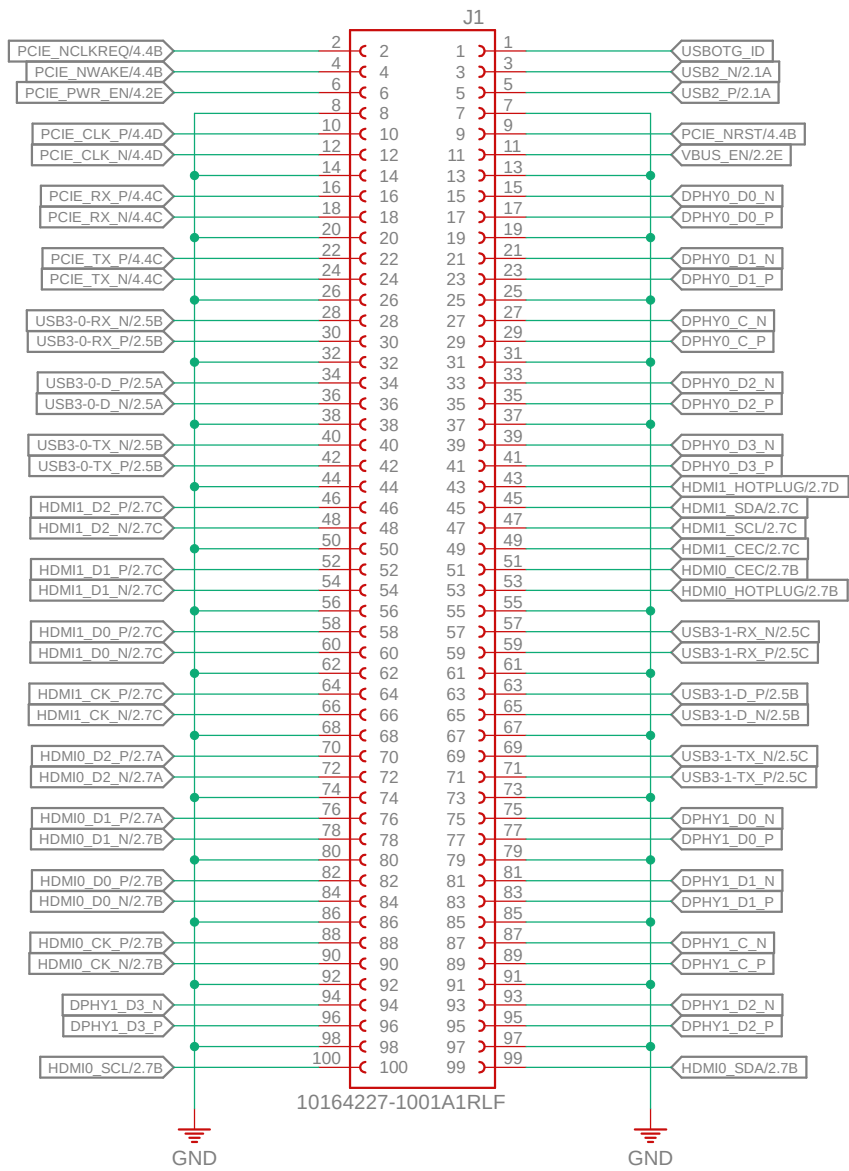 J1
PCIE_NCLKREQ/4.4B 2 2 1 1 USBOTG_ID
PCIE_NWAKE/4.4B 4 4 3 3 USB2_N/2.1A
PCIE_PWR_EN/4.2E 6 6 5 5 USB2_P/2.1A
8 8 7 7
PCIE_CLK_P/4.4D 10 10 9 9 PCIE_NRST/4.4B
PCIE_CLK_N/4.4D 12 12 11 11 VBUS_EN/2.2E
14 14 13 13
PCIE_RX_P/4.4C 16 16 15 15 DPHY0_D0_N
PCIE_RX_N/4.4C 18 18 17 17 DPHY0_D0_P
20 20 19 19
PCIE_TX_P/4.4C 22 22 21 21 DPHY0_D1_N
PCIE_TX_N/4.4C 24 24 23 23 DPHY0_D1_P
26 26 25 25
USB3-0-RX_N/2.5B 28 28 27 27 DPHY0_C_N
USB3-0-RX_P/2.5B 30 30 29 29 DPHY0_C_P
32 32 31 31
USB3-0-D_P/2.5A 34 34 33 33 DPHY0_D2_N
USB3-0-D_N/2.5A 36 36 35 35 DPHY0_D2_P
38 38 37 37
USB3-0-TX_N/2.5B 40 40 39 39 DPHY0_D3_N
USB3-0-TX_P/2.5B 42 42 41 41 DPHY0_D3_P
44 44 43 43 HDMI1_HOTPLUG/2.7D
HDMI1_D2_P/2.7C 46 46 45 45 HDMI1_SDA/2.7C
HDMI1_D2_N/2.7C 48 48 47 47 HDMI1_SCL/2.7C
50 50 49 49 HDMI1_CEC/2.7C
HDMI1_D1_P/2.7C 52 52 51 51 HDMI0_CEC/2.7B
HDMI1_D1_N/2.7C 54 54 53 53 HDMI0_HOTPLUG/2.7B
56 56 55 55
HDMI1_D0_P/2.7C 58 58 57 57 USB3-1-RX_N/2.5C
HDMI1_D0_N/2.7C 60 60 59 59 USB3-1-RX_P/2.5C
62 62 61 61
HDMI1_CK_P/2.7C 64 64 63 63 USB3-1-D_P/2.5B
HDMI1_CK_N/2.7C 66 66 65 65 USB3-1-D_N/2.5B
68 68 67 67
HDMI0_D2_P/2.7A 70 70 69 69 USB3-1-TX_N/2.5C
HDMI0_D2_N/2.7A 72 72 71 71 USB3-1-TX_P/2.5C
74 74 73 73
HDMI0_D1_P/2.7A 76 76 75 75 DPHY1_D0_N
HDMI0_D1_N/2.7B 78 78 77 77 DPHY1_D0_P
80 80 79 79
HDMI0_D0_P/2.7B 82 82 81 81 DPHY1_D1_N
HDMI0_D0_N/2.7B 84 84 83 83 DPHY1_D1_P
86 86 85 85
HDMI0_CK_P/2.7B 88 88 87 87 DPHY1_C_N
HDMI0_CK_N/2.7B 90 90 89 89 DPHY1_C_P
92 92 91 91
DPHY1_D3_N 94 94 93 93 DPHY1_D2_N
DPHY1_D3_P 96 96 95 95 DPHY1_D2_P
98 98 97 97
HDMI0_SCL/2.7B 100 100 99 99 HDMI0_SDA/2.7B
10164227-1001A1RLF
GND GND